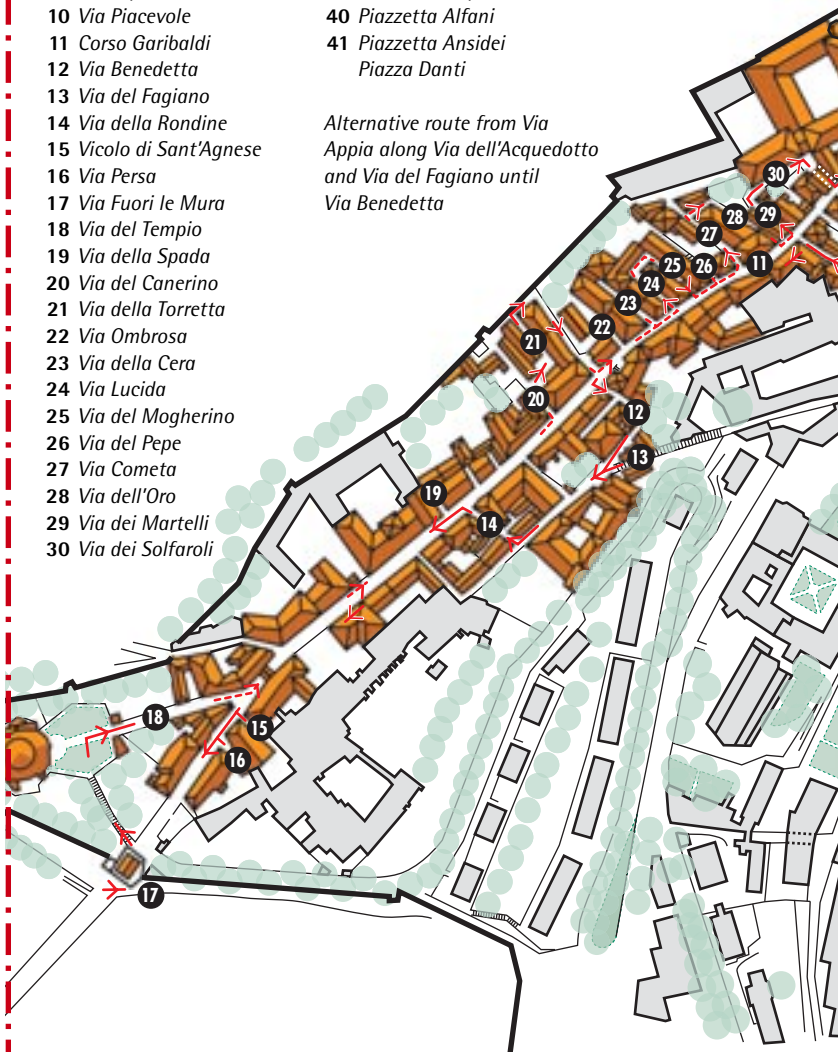 10 Via Piacevole
11 Corso Garibaldi
12 Via Benedetta
13 Via del Fagiano
14 Via della Rondine
15 Vicolo di Sant'Agnese
16 Via Persa
17 Via Fuori le Mura
18 Via del Tempio
19 Via della Spada
20 Via del Canerino
21 Via della Torretta
22 Via Ombrosa
23 Via della Cera
24 Via Lucida
25 Via del Mogherino
26 Via del Pepe
27 Via Cometa
28 Via dell'Oro
29 Via dei Martelli
30 Via dei Solfaroli
40 Piazzetta Alfani
41 Piazzetta Ansidei
Piazza Danti
Alternative route from Via
Appia along Via dell'Acquedotto
and Via del Fagiano until
Via Benedetta
30
28
29
27
11
25
26
24
23
22
21
20
12
13
19
14
18
15
16
17